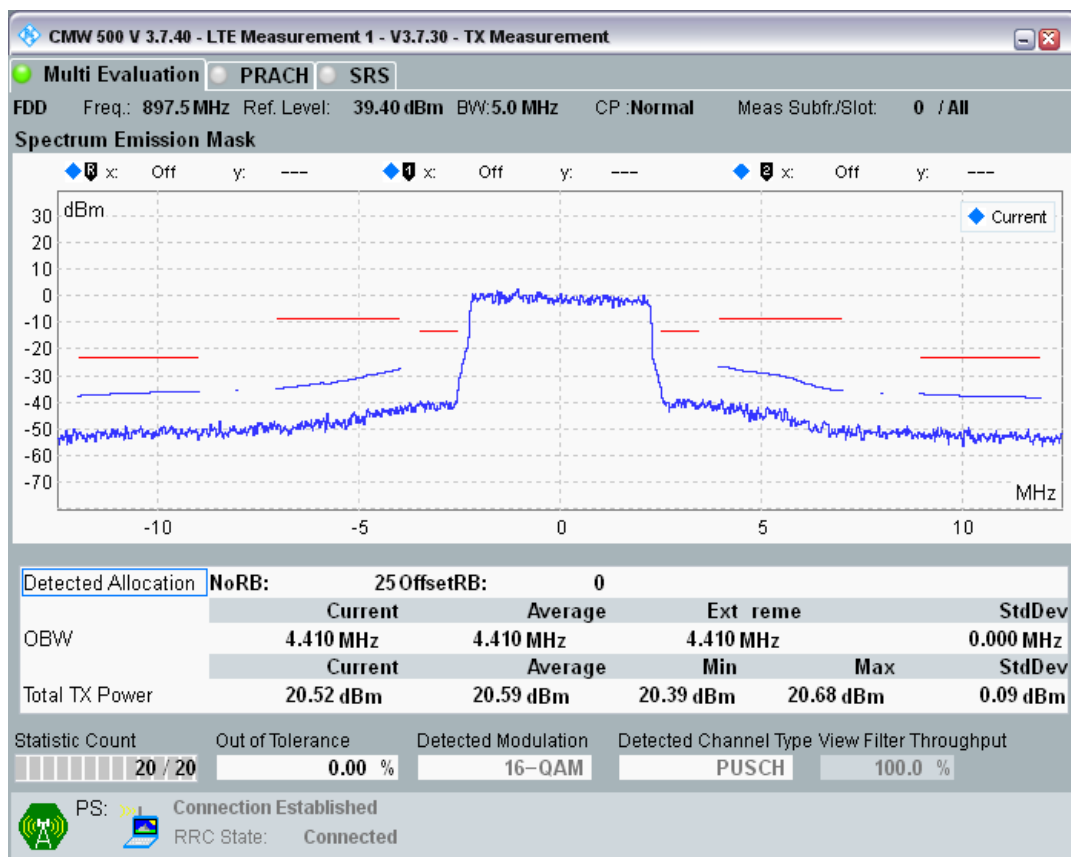 CMW 500 V 3.7.40 - LTE Measurement 1 - V3.7.30 - TX Measurement
Multi Evaluation PRACH SRS
FDD Freq.: 897.5 MHz Ref. Level: 39.40 dBm BW:5.0 MHz CP :Normal Meas Subfr./Slot: 0 / All
Spectrum Emission Mask
R x: Off y: --- 1 x: Off y: --- 2 x: Off y: ---
dBm
Current
30
20
10
0
-10
-20
-30
-40
-50
-60
-70
MHz
-10 -5 0 5 10
Detected Allocation NoRB: 25 OffsetRB: 0
Current Average Ext reme StdDev
OBW 4.410 MHz 4.410 MHz 4.410 MHz 0.000 MHz
Current Average Min Max StdDev
Total TX Power 20.52 dBm 20.59 dBm 20.39 dBm 20.68 dBm 0.09 dBm
Statistic Count Out of Tolerance Detected Modulation Detected Channel Type View Filter Throughput
20 / 20 0.00 % 16-QAM PUSCH 100.0 %
PS: Connection Established
RRC State: Connected